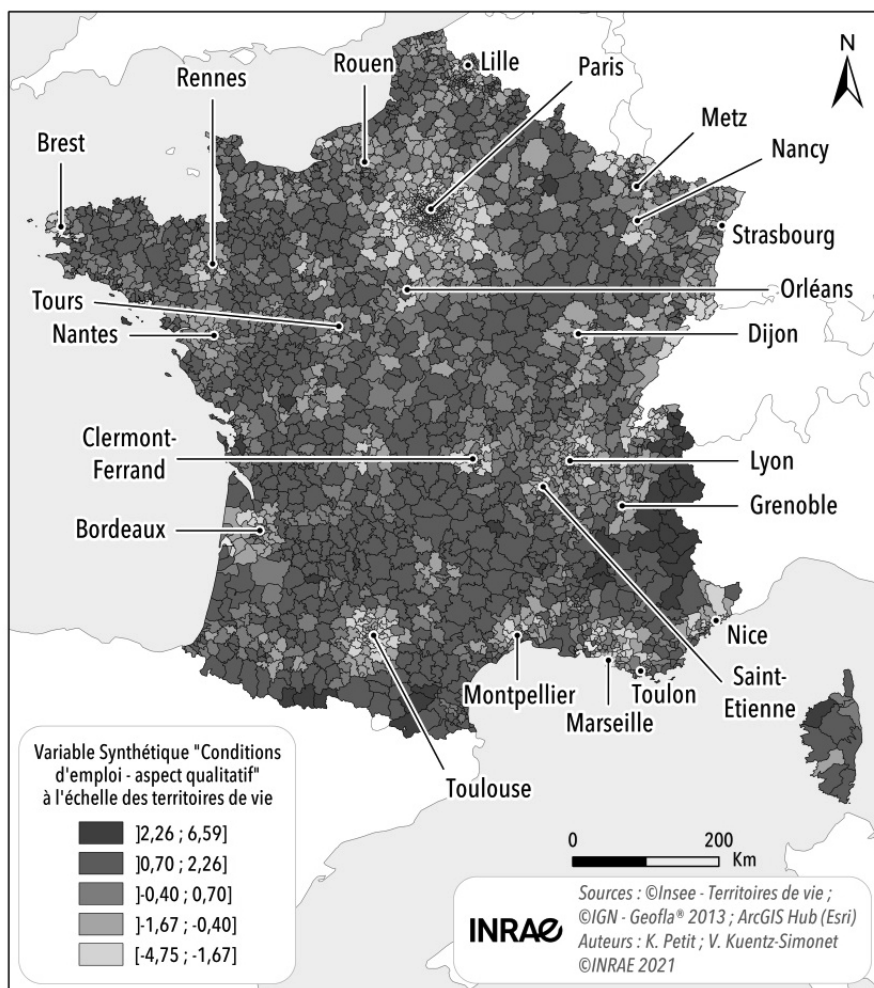 N
Lille
Rouen
Paris
Rennes
Metz
Brest
Nancy
Strasbourg
Orléans
Tours
Nantes
Dijon
Clermont-
Ferrand
Lyon
Grenoble
Bordeaux
Nice
Montpellier
Toulon
Saint-
Etienne
Marseille
Toulouse
Variable Synthétique "Conditions
d'emploi - aspect qualitatif"
à l'échelle des territoires de vie
]2,26 ; 6,59]
]0,70 ; 2,26]
]-0,40 ; 0,70]
]-1,67 ; -0,40]
[-4,75 ; -1,67]
0 200
Km
INRAE
Sources : ©Insee - Territoires de vie ;
©IGN - Geofla® 2013 ; ArcGIS Hub (Esri)
Auteurs : K. Petit ; V. Kuentz-Simonet
©INRAE 2021